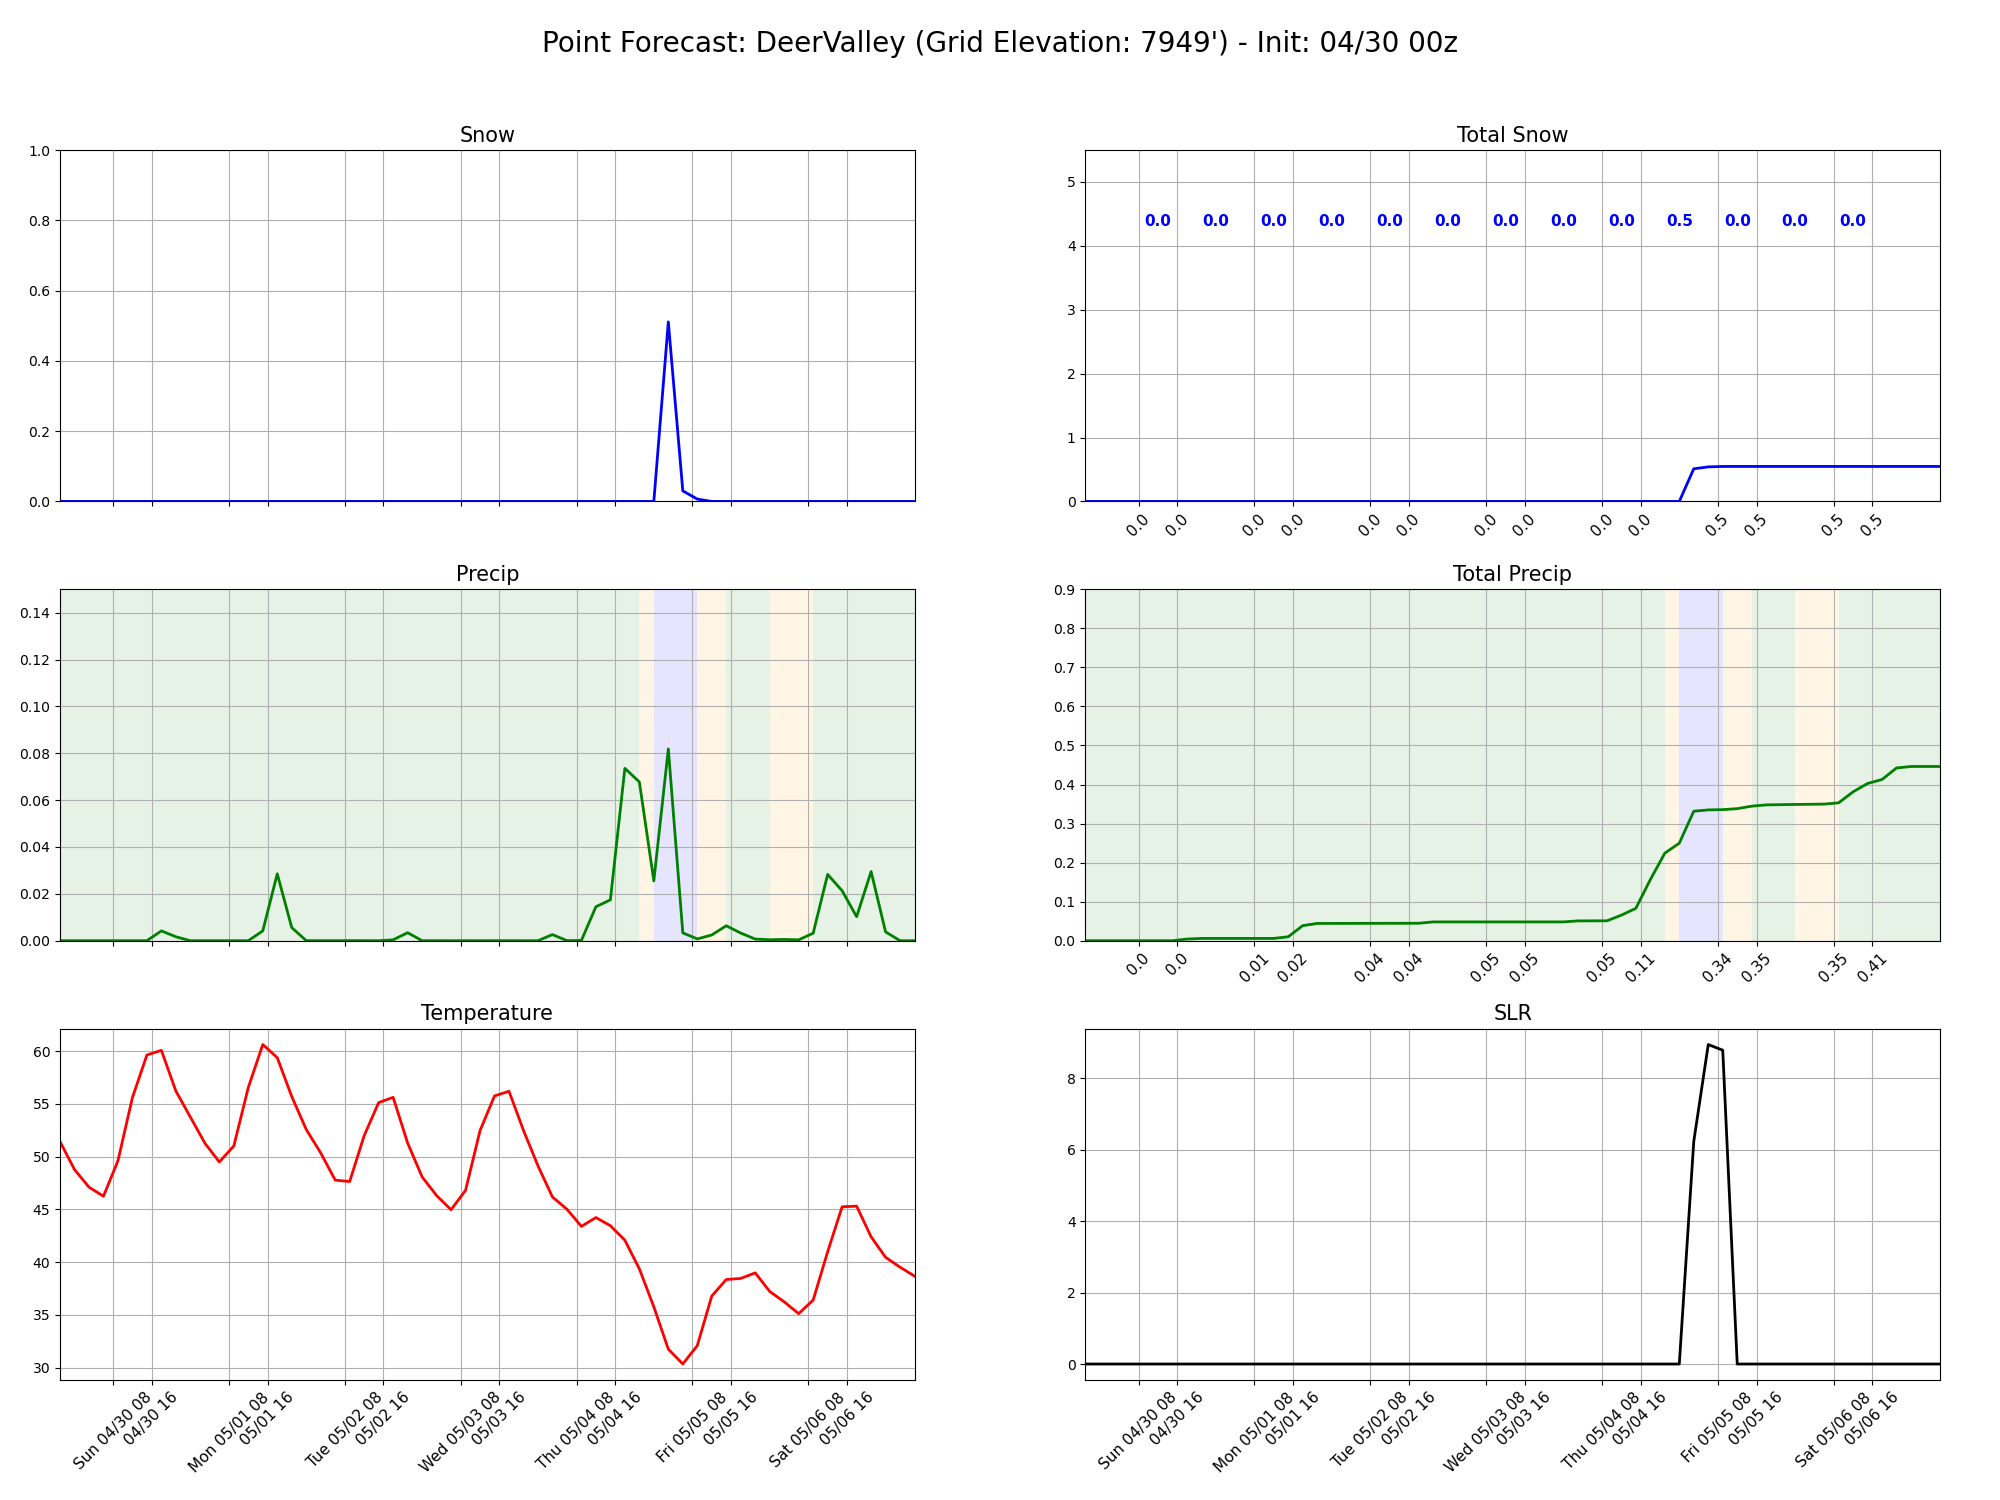 Point Forecast: DeerValley (Grid Elevation: 7949') - Init: 04/30 00z
Snow
1.0
0.8
0.6
0.4
0.2
0.0
Total Snow
5
4
3
2
1
0
0.0 0.0 0.0 0.0 0.0 0.0 0.0 0.0 0.0 0.5 0.0 0.0 0.0
0.0 0.0 0.0 0.0 0.0 0.0 0.0 0.0 0.0 0.0 0.5 0.5 0.5 0.5
Precip
0.14
0.12
0.10
0.08
0.06
0.04
0.02
0.00
Total Precip
0.9
0.8
0.7
0.6
0.5
0.4
0.3
0.2
0.1
0.0
0.0 0.0 0.01 0.02 0.04 0.04 0.05 0.05 0.05 0.11 0.34 0.35 0.35 0.41
Temperature
60
55
50
45
40
35
30
Sun 04/30 08
04/30 16
Mon 05/01 08
05/01 16
Tue 05/02 08
05/02 16
Wed 05/03 08
05/03 16
Thu 05/04 08
05/04 16
Fri 05/05 08
05/05 16
Sat 05/06 08
05/06 16
SLR
8
6
4
2
0
Sun 04/30 08
04/30 16
Mon 05/01 08
05/01 16
Tue 05/02 08
05/02 16
Wed 05/03 08
05/03 16
Thu 05/04 08
05/04 16
Fri 05/05 08
05/05 16
Sat 05/06 08
05/06 16